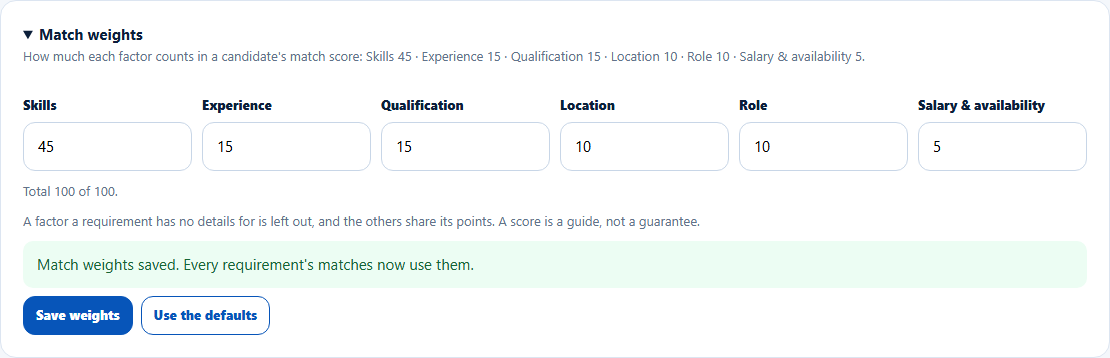 ▼ Match weights
How much each factor counts in a candidate's match score: Skills 45 · Experience 15 · Qualification 15 · Location 10 · Role 10 · Salary & availability 5.
Skills Experience Qualification Location Role Salary & availability
45 15 15 10 10 5
Total 100 of 100.
A factor a requirement has no details for is left out, and the others share its points. A score is a guide, not a guarantee.
Match weights saved. Every requirement's matches now use them.
Save weights Use the defaults